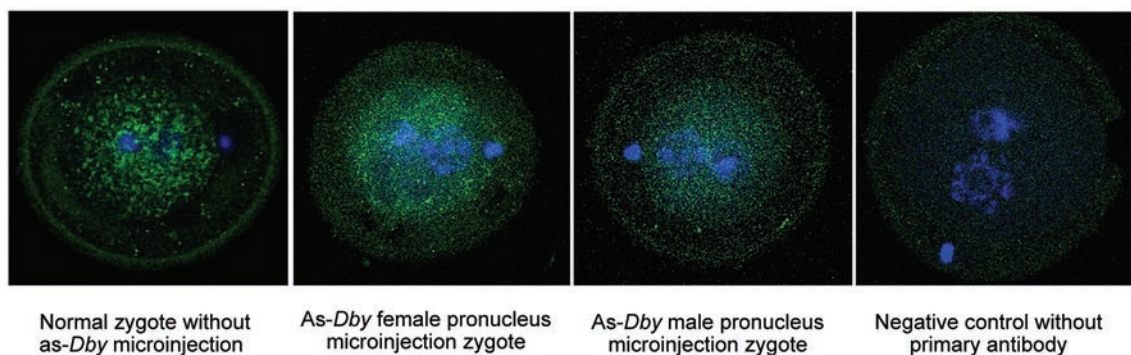 Normal zygote without
as-Dby microinjection
As-Dby female pronucleus
microinjection zygote
As-Dby male pronucleus
microinjection zygote
Negative control without
primary antibody